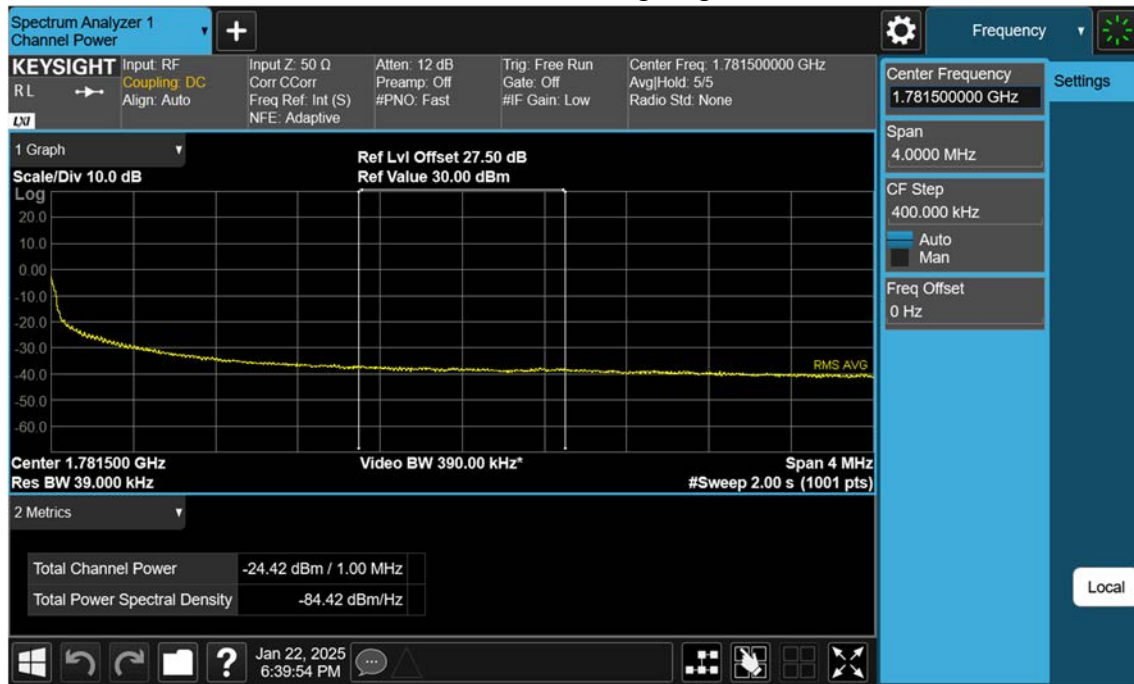 Spectrum Analyzer 1
Channel Power
Frequency
KEYSIGHT
R L
LXI
Input: RF
Coupling: DC
Align: Auto
Input Z: 50 Ω
Corr CCorr
Freq Ref: Int (S)
NFE: Adaptive
Atten: 12 dB
Preamp: Off
#PNO: Fast
Trig: Free Run
Gate: Off
#IF Gain: Low
Center Freq: 1.781500000 GHz
Avg|Hold: 5/5
Radio Std: None
Center Frequency
1.781500000 GHz
Settings
Span
4.0000 MHz
CF Step
400.000 kHz
Auto
Man
Freq Offset
0 Hz
1 Graph
Scale/Div 10.0 dB
Ref Lvl Offset 27.50 dB
Ref Value 30.00 dBm
Log
20.0
10.0
0.00
-10.0
-20.0
-30.0
-40.0
-50.0
-60.0
RMS AVG
Center 1.781500 GHz
Video BW 390.00 kHz*
Span 4 MHz
Res BW 39.000 kHz
#Sweep 2.00 s (1001 pts)
2 Metrics
Total Channel Power -24.42 dBm / 1.00 MHz
Total Power Spectral Density -84.42 dBm/Hz
Local
?
Jan 22, 2025
6:39:54 PM